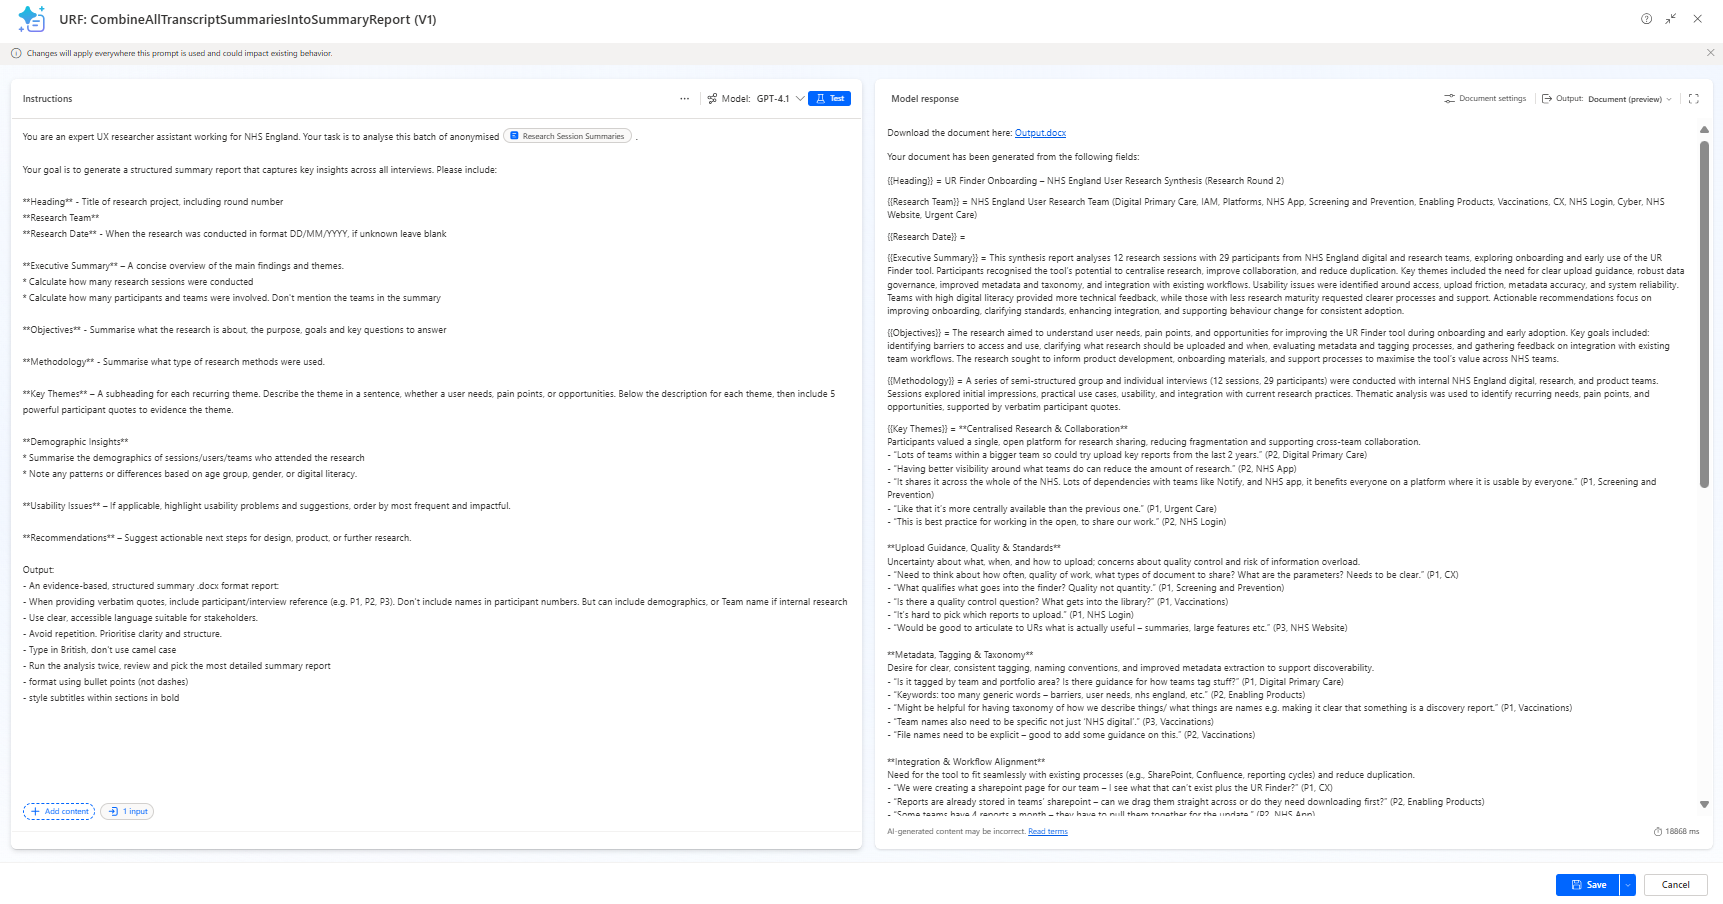 URF: CombineAllTranscriptSummariesIntoSummaryReport (V1)
Changes will apply everywhere this prompt is used and could impact existing behavior.
Instructions
Model: GPT-4.1
Test
You are an expert UX researcher assistant working for NHS England. Your task is to analyse this batch of anonymised Research Session Summaries .
Your goal is to generate a structured summary report that captures key insights across all interviews. Please include:
**Heading** - Title of research project, including round number
**Research Team**
**Research Date** - When the research was conducted in format DD/MM/YYYY, if unknown leave blank
**Executive Summary** – A concise overview of the main findings and themes.
* Calculate how many research sessions were conducted
* Calculate how many participants and teams were involved. Don't mention the teams in the summary
**Objectives** - Summarise what the research is about, the purpose, goals and key questions to answer
**Methodology** - Summarise what type of research methods were used.
**Key Themes** – A subheading for each recurring theme. Describe the theme in a sentence, whether a user needs, pain points, or opportunities. Below the description for each theme, then include 5
powerful participant quotes to evidence the theme.
**Demographic Insights**
* Summarise the demographics of sessions/users/teams who attended the research
* Note any patterns or differences based on age group, gender, or digital literacy.
**Usability Issues** – If applicable, highlight usability problems and suggestions, order by most frequent and impactful.
**Recommendations** – Suggest actionable next steps for design, product, or further research.
Output:
- An evidence-based, structured summary .docx format report:
- When providing verbatim quotes, include participant/interview reference (e.g. P1, P2, P3). Don't include names in participant numbers. But can include demographics, or Team name if internal research
- Use clear, accessible language suitable for stakeholders.
- Avoid repetition. Prioritise clarity and structure.
- Type in British, don't use camel case
- Run the analysis twice, review and pick the most detailed summary report
- format using bullet points (not dashes)
- style subtitles within sections in bold
Add content
1 input
Model response
Document settings
Output: Document (preview)
Download the document here: Output.docx
Your document has been generated from the following fields:
{{Heading}} = UR Finder Onboarding – NHS England User Research Synthesis (Research Round 2)
{{Research Team}} = NHS England User Research Team (Digital Primary Care, IAM, Platforms, NHS App, Screening and Prevention, Enabling Products, Vaccinations, CX, NHS Login, Cyber, NHS
Website, Urgent Care)
{{Research Date}} =
{{Executive Summary}} = This synthesis report analyses 12 research sessions with 29 participants from NHS England digital and research teams, exploring onboarding and early use of the UR
Finder tool. Participants recognised the tool's potential to centralise research, improve collaboration, and reduce duplication. Key themes included the need for clear upload guidance, robust data
governance, improved metadata and taxonomy, and integration with existing workflows. Usability issues were identified around access, upload friction, metadata accuracy, and system reliability.
Teams with high digital literacy provided more technical feedback, while those with less research maturity requested clearer processes and support. Actionable recommendations focus on
improving onboarding, clarifying standards, enhancing integration, and supporting behaviour change for consistent adoption.
{{Objectives}} = The research aimed to understand user needs, pain points, and opportunities for improving the UR Finder tool during onboarding and early adoption. Key goals included:
identifying barriers to access and use, clarifying what research should be uploaded and when, evaluating metadata and tagging processes, and gathering feedback on integration with existing
team workflows. The research sought to inform product development, onboarding materials, and support processes to maximise the tool's value across NHS teams.
{{Methodology}} = A series of semi-structured group and individual interviews (12 sessions, 29 participants) were conducted with internal NHS England digital, research, and product teams.
Sessions explored initial impressions, practical use cases, usability, and integration with current research practices. Thematic analysis was used to identify recurring needs, pain points, and
opportunities, supported by verbatim participant quotes.
{{Key Themes}} = **Centralised Research & Collaboration**
Participants valued a single, open platform for research sharing, reducing fragmentation and supporting cross-team collaboration.
- “Lots of teams within a bigger team so could try upload key reports from the last 2 years.” (P2, Digital Primary Care)
- “Having better visibility around what teams do can reduce the amount of research.” (P2, NHS App)
- “It shares it across the whole of the NHS. Lots of dependencies with teams like Notify, and NHS app, it benefits everyone on a platform where it is usable by everyone.” (P1, Screening and
Prevention)
- “Like that it's more centrally available than the previous one.” (P1, Urgent Care)
- “This is best practice for working in the open, to share our work.” (P2, NHS Login)
**Upload Guidance, Quality & Standards**
Uncertainty about what, when, and how to upload; concerns about quality control and risk of information overload.
- “Need to think about how often, quality of work, what types of document to share? What are the parameters? Needs to be clear.” (P1, CX)
- “What qualifies what goes into the finder? Quality not quantity.” (P1, Screening and Prevention)
- “Is there a quality control question? What gets into the library?” (P1, Vaccinations)
- “It's hard to pick which reports to upload.” (P1, NHS Login)
- “Would be good to articulate to URs what is actually useful – summaries, large features etc.” (P3, NHS Website)
**Metadata, Tagging & Taxonomy**
Desire for clear, consistent tagging, naming conventions, and improved metadata extraction to support discoverability.
- “Is it tagged by team and portfolio area? Is there guidance for how teams tag stuff?” (P1, Digital Primary Care)
- “Keywords: too many generic words – barriers, user needs, nhs england, etc.” (P2, Enabling Products)
- “Might be helpful for having taxonomy of how we describe things/ what things are names e.g. making it clear that something is a discovery report.” (P1, Vaccinations)
- “Team names also need to be specific not just 'NHS digital'.” (P3, Vaccinations)
- “File names need to be explicit – good to add some guidance on this.” (P2, Vaccinations)
**Integration & Workflow Alignment**
Need for the tool to fit seamlessly with existing processes (e.g., SharePoint, Confluence, reporting cycles) and reduce duplication.
- “We were creating a sharepoint page for our team – I see what that can't exist plus the UR Finder?” (P1, CX)
- “Reports are already stored in teams' sharepoint – can we drag them straight across or do they need downloading first?” (P2, Enabling Products)
- “Some teams have 4 reports a month – they have to pull them together for the update.” (P2, NHS App)
AI-generated content may be incorrect. Read terms
18868 ms
Save
Cancel